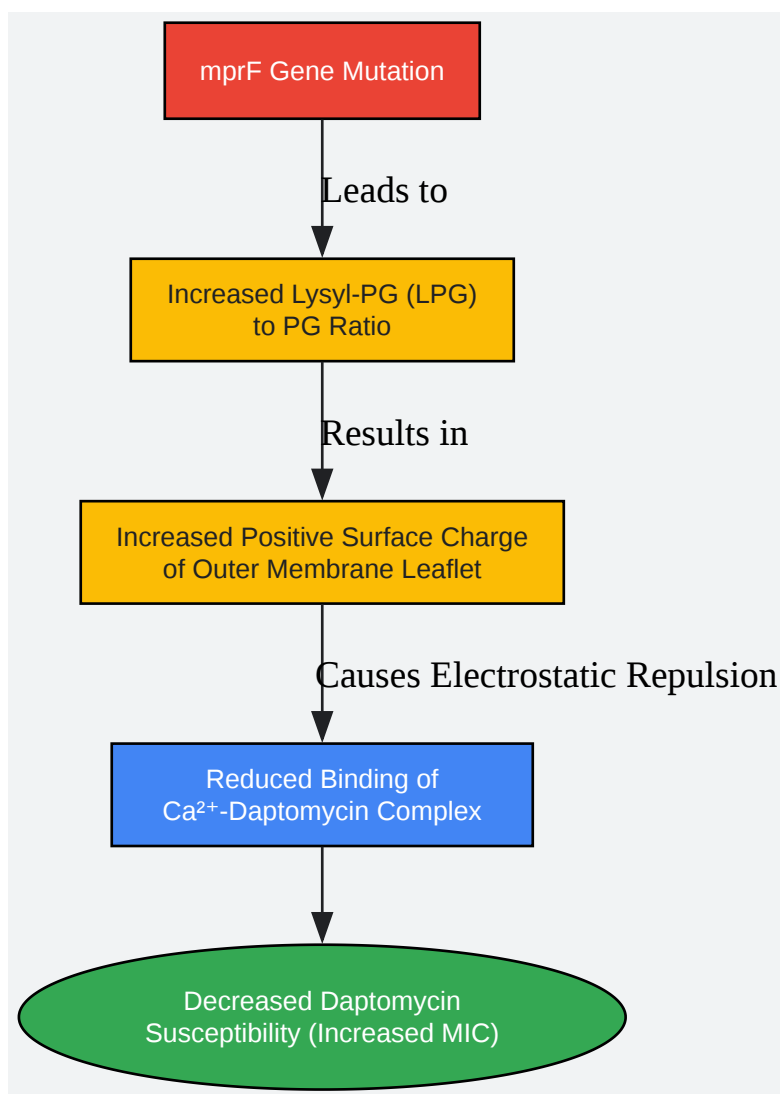 mprF Gene Mutation
Leads to
Increased Lysyl-PG (LPG)
to PG Ratio
Results in
Increased Positive Surface Charge
of Outer Membrane Leaflet
Causes Electrostatic Repulsion
Reduced Binding of
Ca²⁺-Daptomycin Complex
Decreased Daptomycin
Susceptibility (Increased MIC)